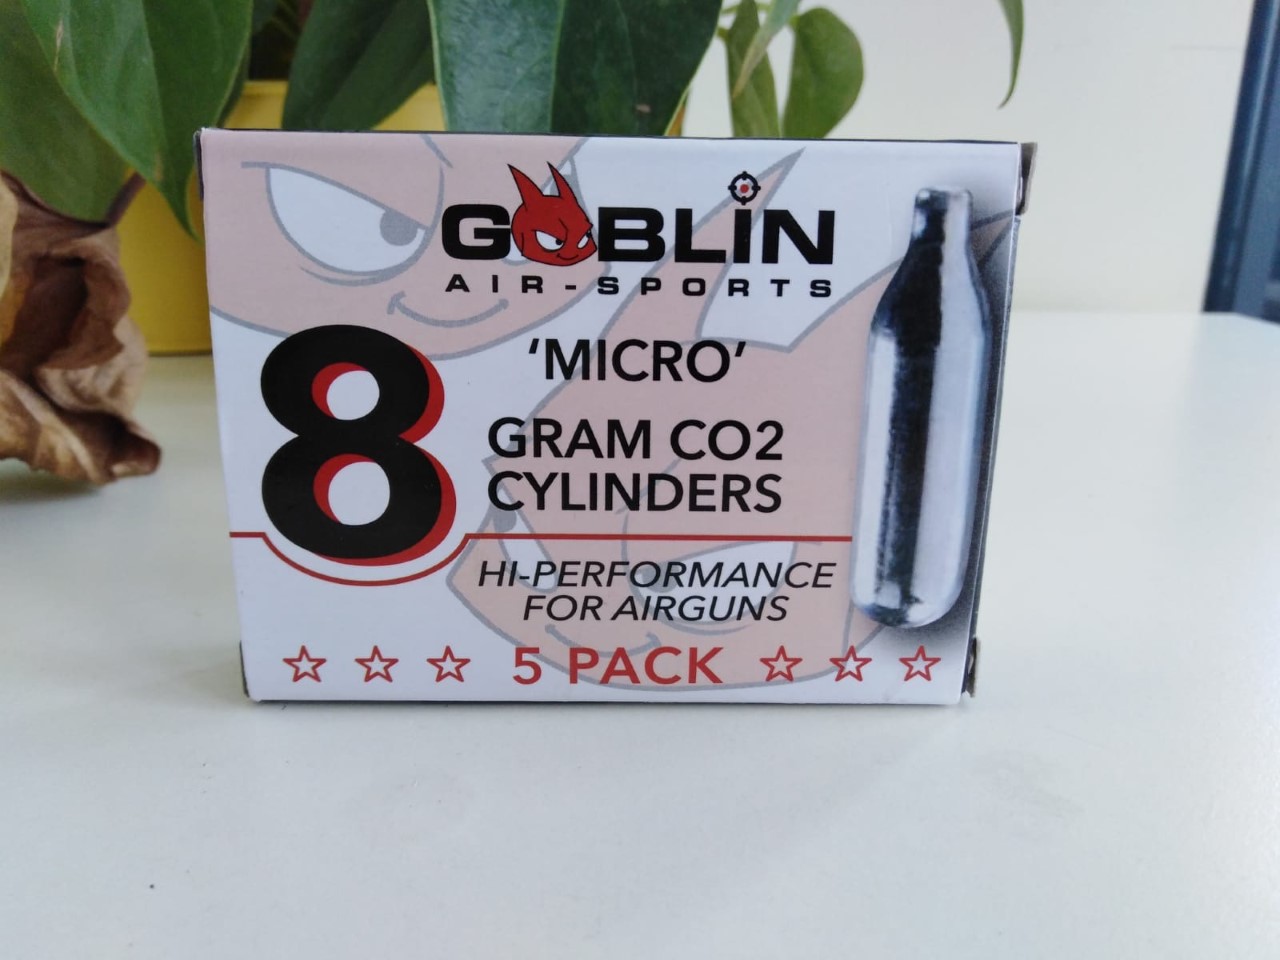 GOBLIN
AIR-SPORTS
8
'MICRO'
GRAM CO2
CYLINDERS
HI-PERFORMANCE
FOR AIRGUNS
5 PACK